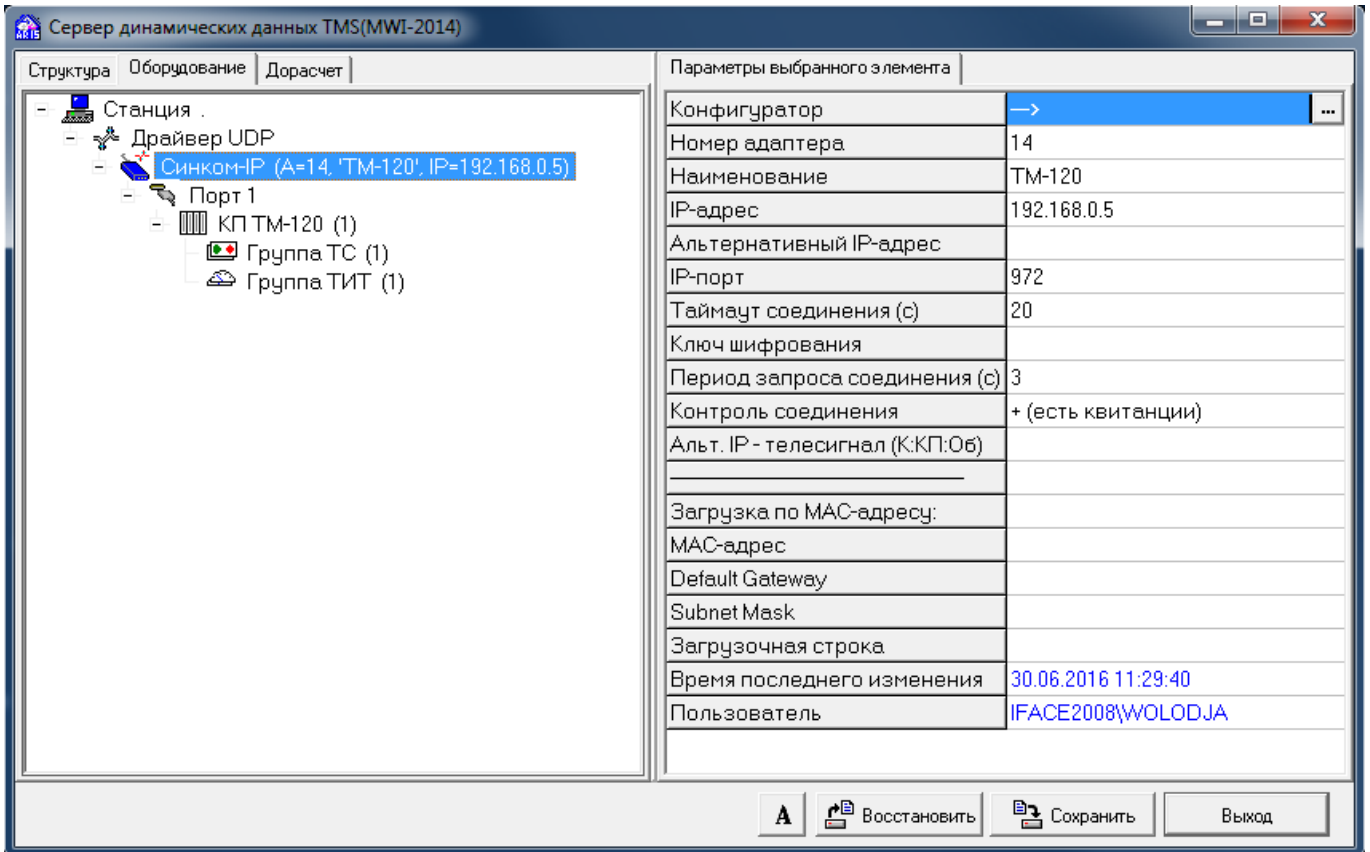 Сервер динамических данных TMS(MWI-2014)
Структура Оборудование Дорасчет
Станция .
Драйвер UDP
Синком-IP (A=14, 'TM-120', IP=192.168.0.5)
Порт 1
КП ТМ-120 (1)
Группа ТС (1)
Группа ТИТ (1)
Параметры выбранного элемента
Конфигуратор —> ...
Номер адаптера 14
Наименование ТМ-120
IP-адрес 192.168.0.5
Альтернативный IP-адрес
IP-порт 972
Таймаут соединения (с) 20
Ключ шифрования
Период запроса соединения (с) 3
Контроль соединения + (есть квитанции)
Альт. IP - телесигнал (К:КП:Об)
Загрузка по MAC-адресу:
MAC-адрес
Default Gateway
Subnet Mask
Загрузочная строка
Время последнего изменения 30.06.2016 11:29:40
Пользователь IFACE2008\WOLODJA
A Восстановить Сохранить Выход